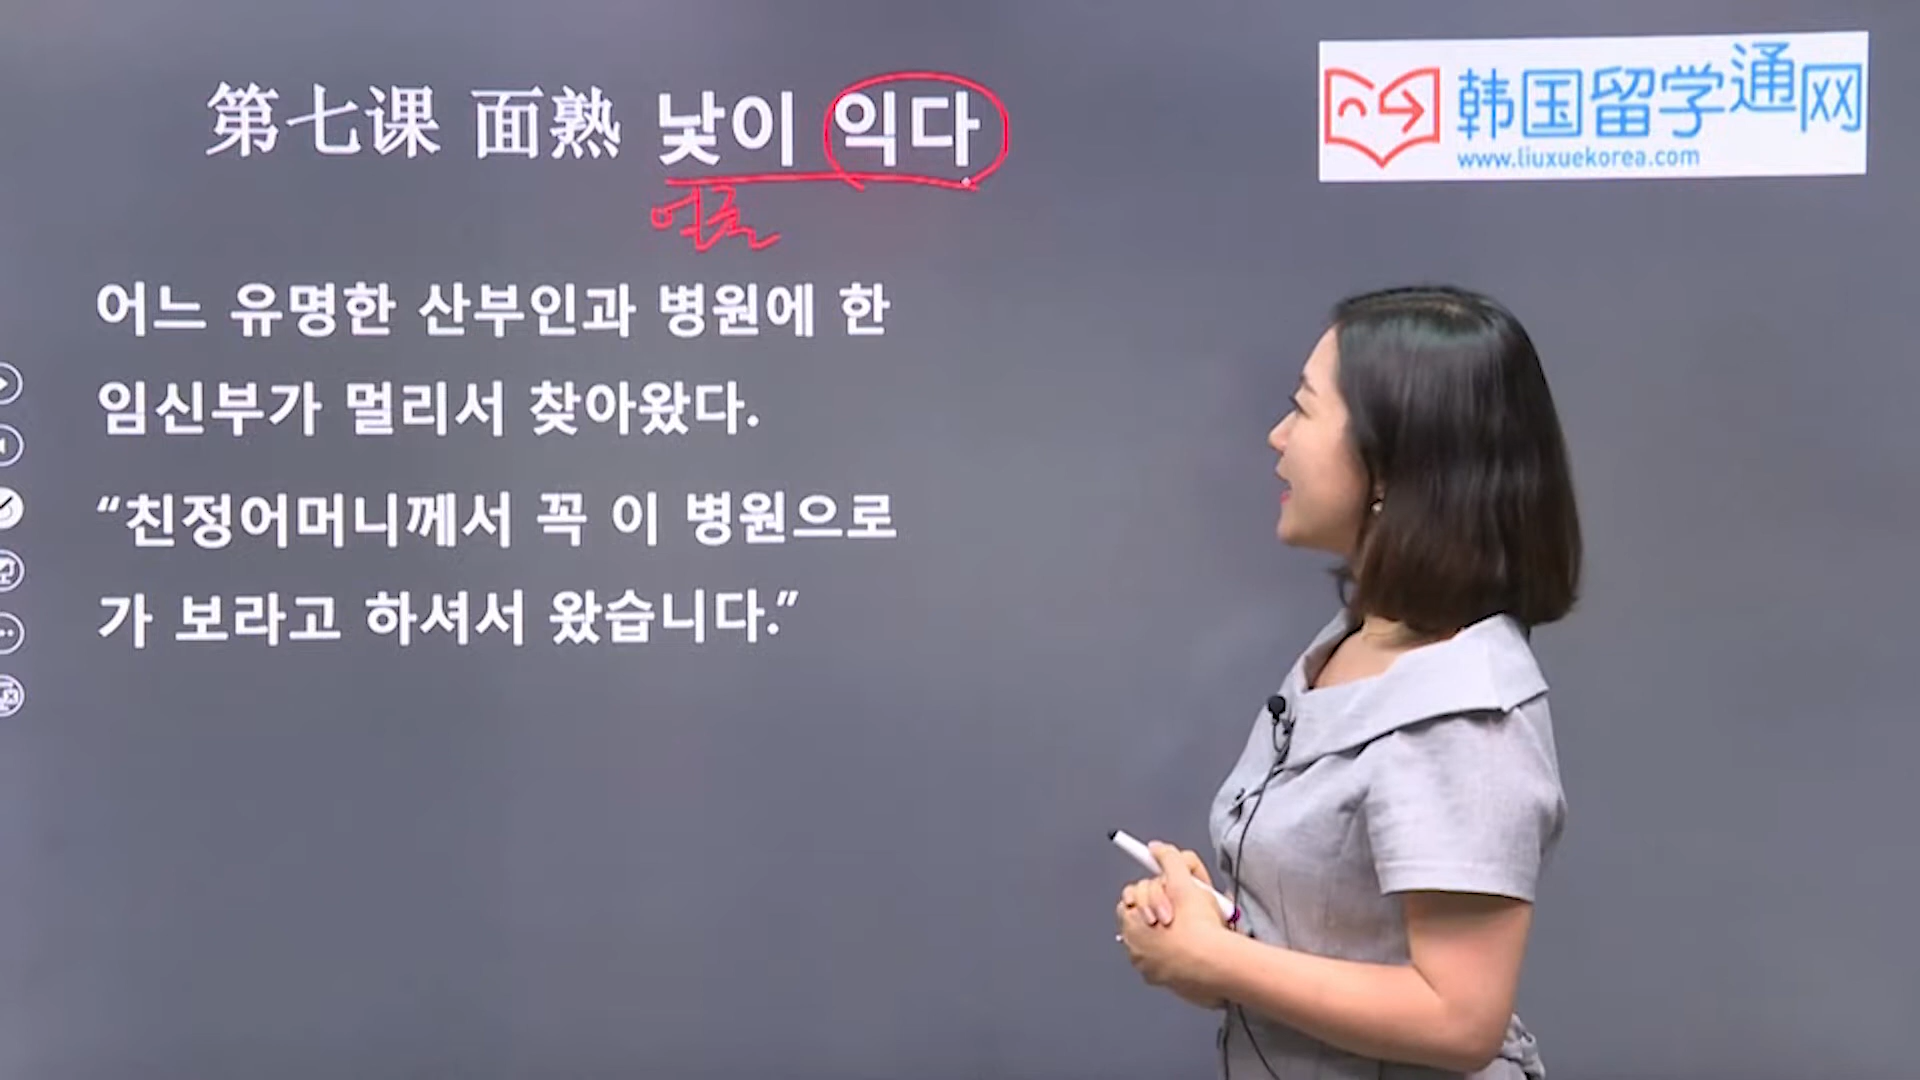 第七课 面熟 낯이 익다
얼굴
韩国留学通网
www.liuxuekorea.com
어느 유명한 산부인과 병원에 한
임신부가 멀리서 찾아왔다.
“친정어머니께서 꼭 이 병원으로
가 보라고 하셔서 왔습니다.”